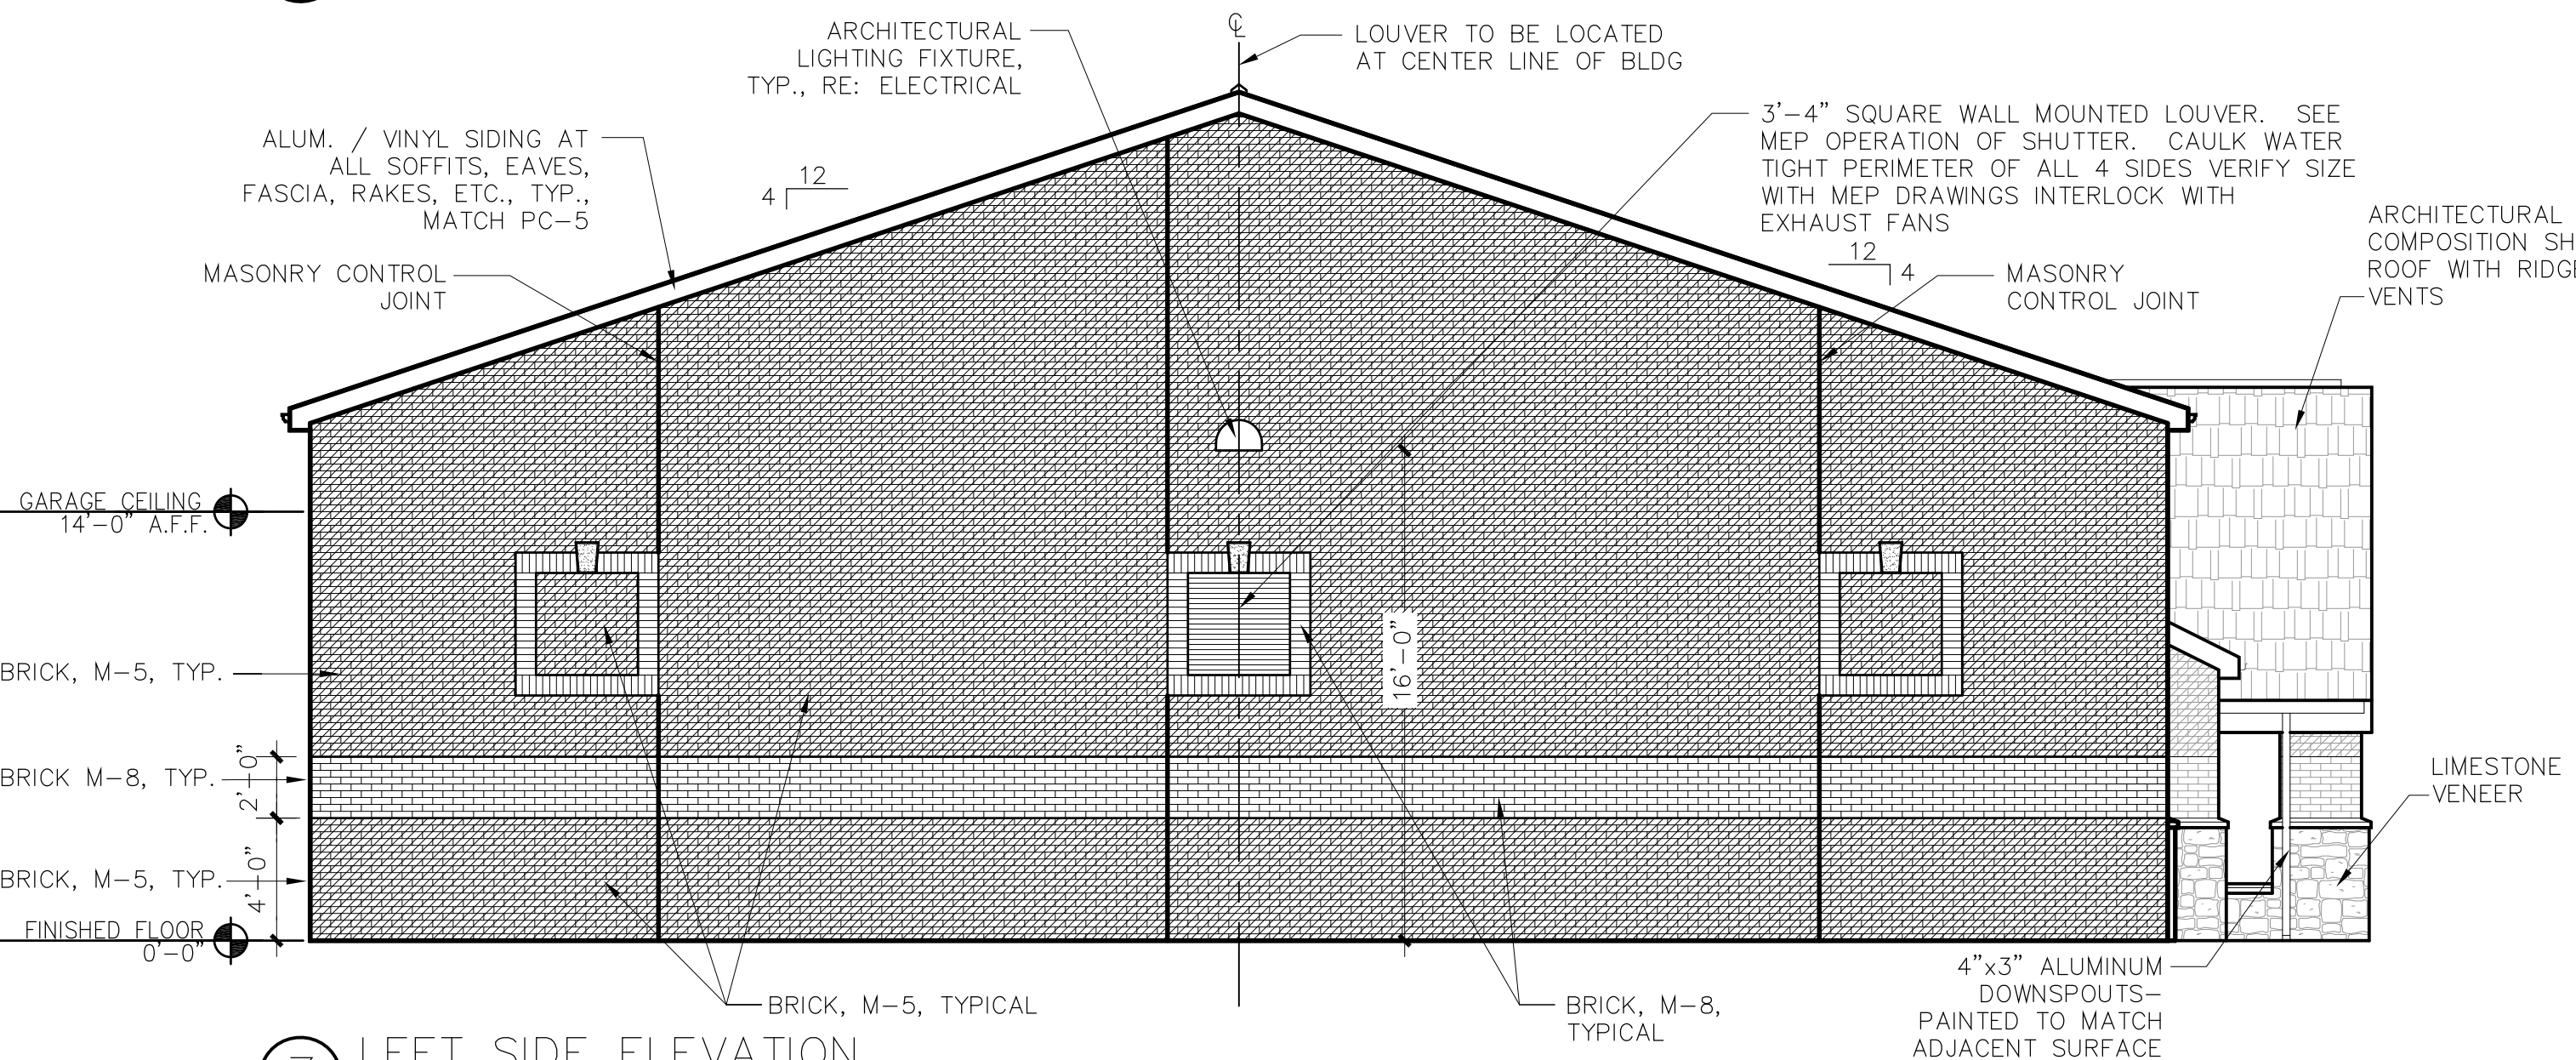 ℄
ARCHITECTURAL
LIGHTING FIXTURE,
TYP., RE: ELECTRICAL
LOUVER TO BE LOCATED
AT CENTER LINE OF BLDG
3'-4" SQUARE WALL MOUNTED LOUVER.  SEE
MEP OPERATION OF SHUTTER.  CAULK WATER
TIGHT PERIMETER OF ALL 4 SIDES VERIFY SIZE
WITH MEP DRAWINGS INTERLOCK WITH
EXHAUST FANS
ALUM. / VINYL SIDING AT
ALL SOFFITS, EAVES,
FASCIA, RAKES, ETC., TYP.,
MATCH PC-5
12
4
ARCHITECTURAL
COMPOSITION SH
ROOF WITH RIDGE
VENTS
12
4
MASONRY CONTROL
JOINT
MASONRY
CONTROL JOINT
GARAGE CEILING
14'-0" A.F.F.
16'-0"
BRICK, M-5, TYP.
BRICK M-8, TYP.
2'-0"
LIMESTONE
VENEER
BRICK, M-5, TYP.
4'-0"
FINISHED FLOOR
0'-0"
BRICK, M-5, TYPICAL
BRICK, M-8,
TYPICAL
4"x3" ALUMINUM
DOWNSPOUTS-
PAINTED TO MATCH
ADJACENT SURFACE
LEFT SIDE ELEVATION